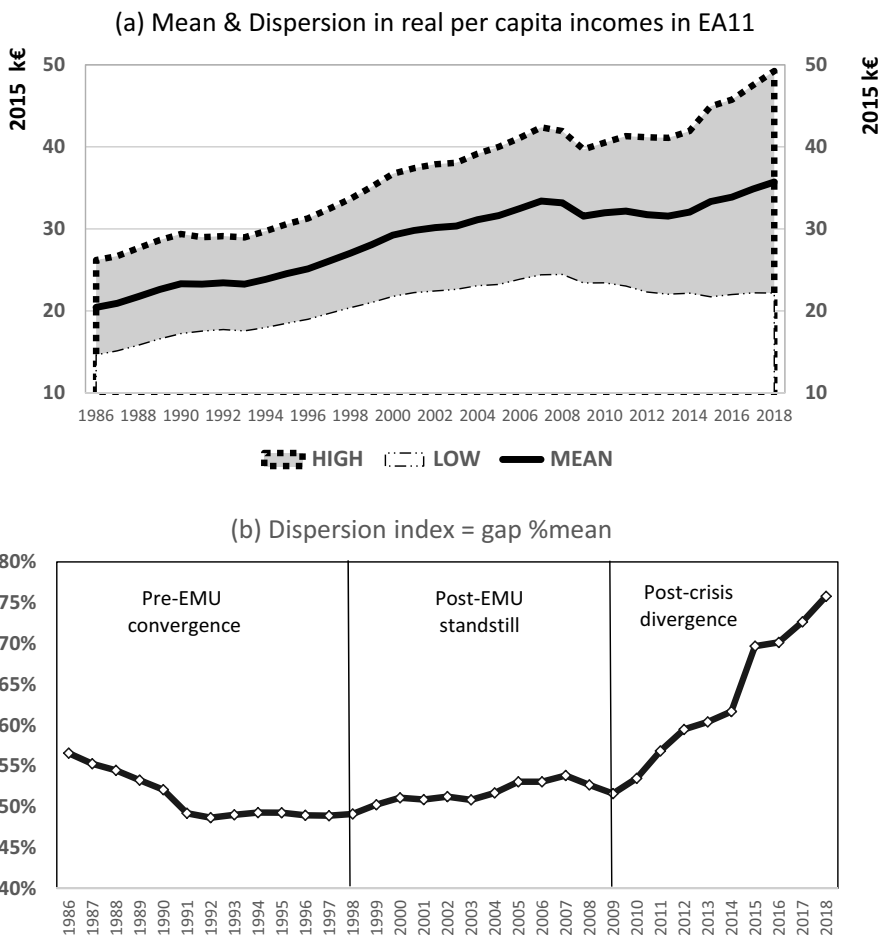 (a) Mean & Dispersion in real per capita incomes in EA11
2015 k€
2015 k€
50 50
40 40
30 30
20 20
10 10
1986 1988 1990 1992 1994 1996 1998 2000 2002 2004 2006 2008 2010 2012 2014 2016 2018
HIGH LOW MEAN
(b) Dispersion index = gap %mean
80%
75%
70%
65%
60%
55%
50%
45%
40%
Pre-EMU
convergence
Post-EMU
standstill
Post-crisis
divergence
1986 1987 1988 1989 1990 1991 1992 1993 1994 1995 1996 1997 1998 1999 2000 2001 2002 2003 2004 2005 2006 2007 2008 2009 2010 2011 2012 2013 2014 2015 2016 2017 2018